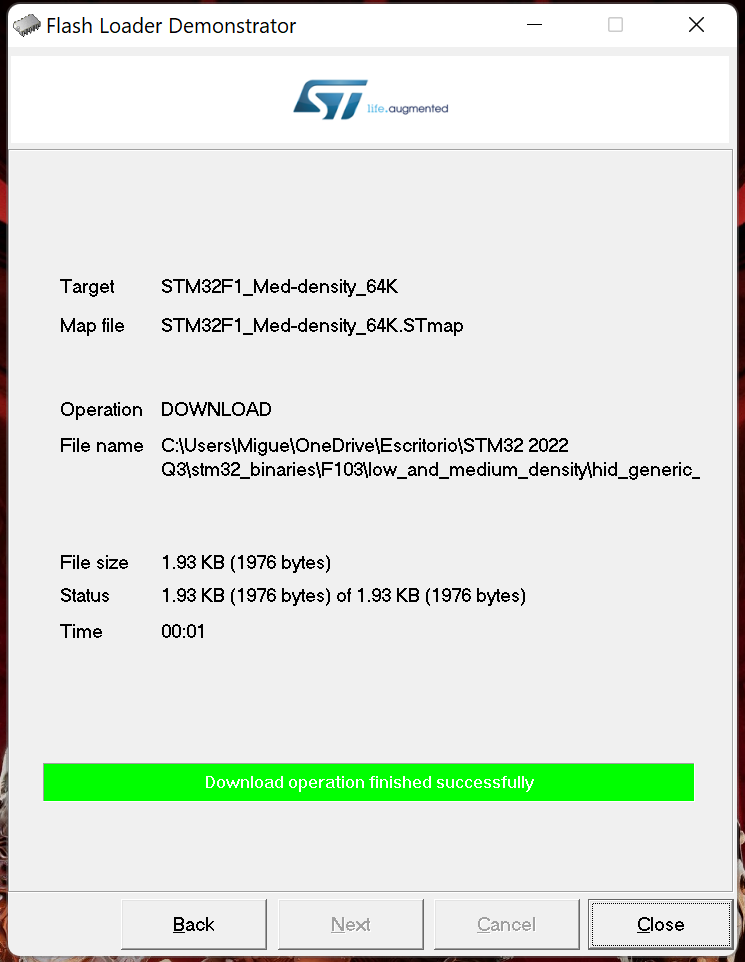 Flash Loader Demonstrator
ST life.augmented
Target STM32F1_Med-density_64K
Map file STM32F1_Med-density_64K.STmap
Operation DOWNLOAD
File name C:\Users\Migue\OneDrive\Escritorio\STM32 2022
Q3\stm32_binaries\F103\low_and_medium_density\hid_generic_
File size 1.93 KB (1976 bytes)
Status 1.93 KB (1976 bytes) of 1.93 KB (1976 bytes)
Time 00:01
Download operation finished successfully
Back Next Cancel Close